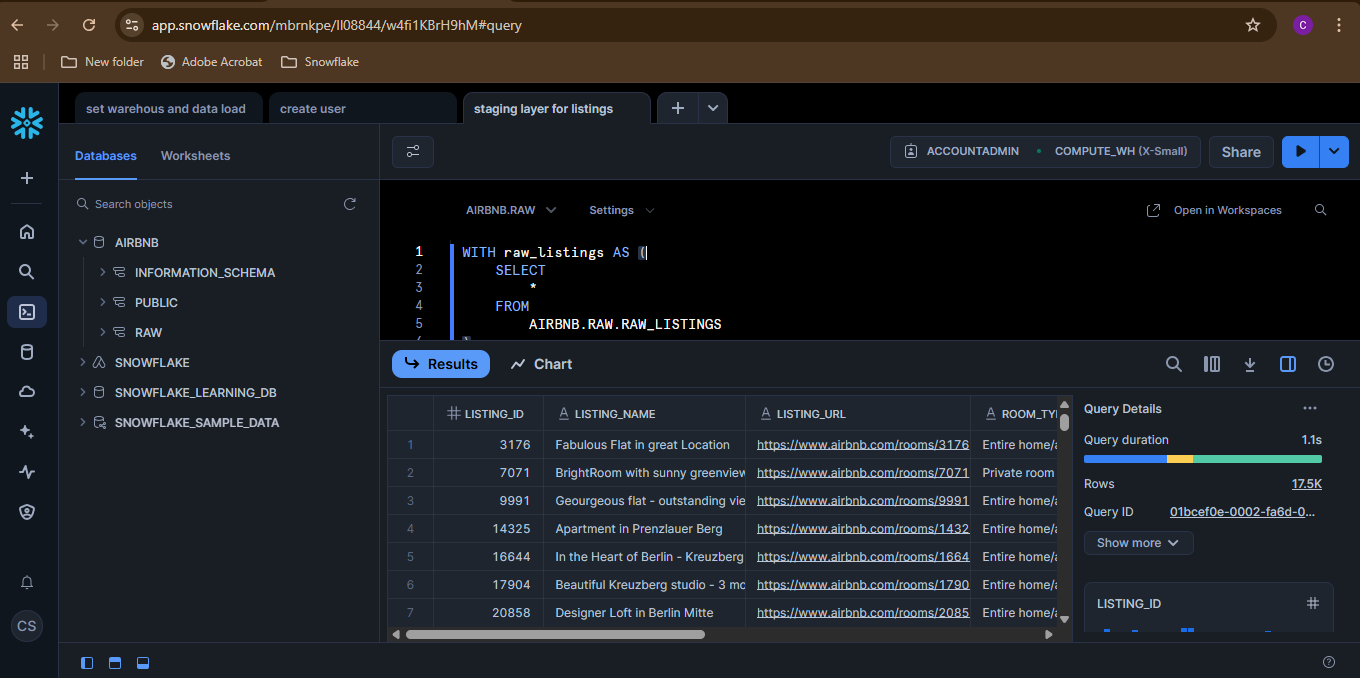 app.snowflake.com/mbrnkpe/ll08844/w4fi1KBrH9hM#query
C
New folder
Adobe Acrobat
Snowflake
set warehous and data load
create user
staging layer for listings
Databases
Worksheets
ACCOUNTADMIN
COMPUTE_WH (X-Small)
Share
Search objects
AIRBNB.RAW
Settings
Open in Workspaces
AIRBNB
INFORMATION_SCHEMA
PUBLIC
RAW
SNOWFLAKE
SNOWFLAKE_LEARNING_DB
SNOWFLAKE_SAMPLE_DATA
1 WITH raw_listings AS (
2 SELECT
3 *
4 FROM
5 AIRBNB.RAW.RAW_LISTINGS
Results
Chart
LISTING_ID LISTING_NAME LISTING_URL ROOM_TY
1 3176 Fabulous Flat in great Location https://www.airbnb.com/rooms/3176 Entire home/a
2 7071 BrightRoom with sunny greenview https://www.airbnb.com/rooms/7071 Private room
3 9991 Geourgeous flat - outstanding vie https://www.airbnb.com/rooms/9991 Entire home/a
4 14325 Apartment in Prenzlauer Berg https://www.airbnb.com/rooms/1432 Entire home/a
5 16644 In the Heart of Berlin - Kreuzberg https://www.airbnb.com/rooms/1664 Entire home/a
6 17904 Beautiful Kreuzberg studio - 3 mo https://www.airbnb.com/rooms/1790 Entire home/a
7 20858 Designer Loft in Berlin Mitte https://www.airbnb.com/rooms/2085 Entire home/a
Query Details
Query duration 1.1s
Rows 17.5K
Query ID 01bcef0e-0002-fa6d-0...
Show more
LISTING_ID
CS